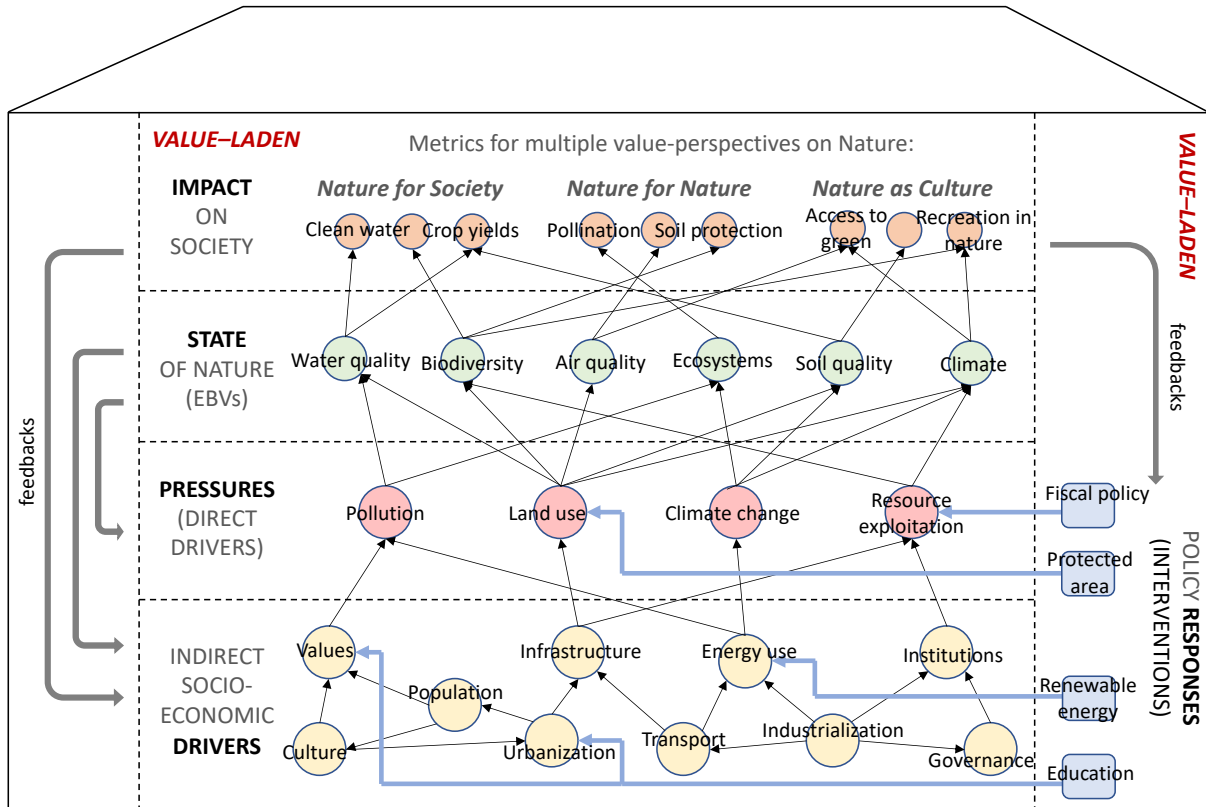 VALUE–LADEN
Metrics for multiple value-perspectives on Nature:
VALUE–LADEN
IMPACT
ON
SOCIETY
Nature for Society
Nature for Nature
Nature as Culture
Clean water
Crop yields
Pollination
Soil protection
Access to
green
Recreation in
nature
feedbacks
STATE
OF NATURE
(EBVs)
Water quality
Biodiversity
Air quality
Ecosystems
Soil quality
Climate
feedbacks
PRESSURES
(DIRECT
DRIVERS)
Pollution
Land use
Climate change
Resource
exploitation
Fiscal policy
Protected
area
POLICY RESPONSES
(INTERVENTIONS)
INDIRECT
SOCIO-
ECONOMIC
DRIVERS
Values
Infrastructure
Energy use
Institutions
Population
Culture
Urbanization
Transport
Industrialization
Governance
Renewable
energy
Education